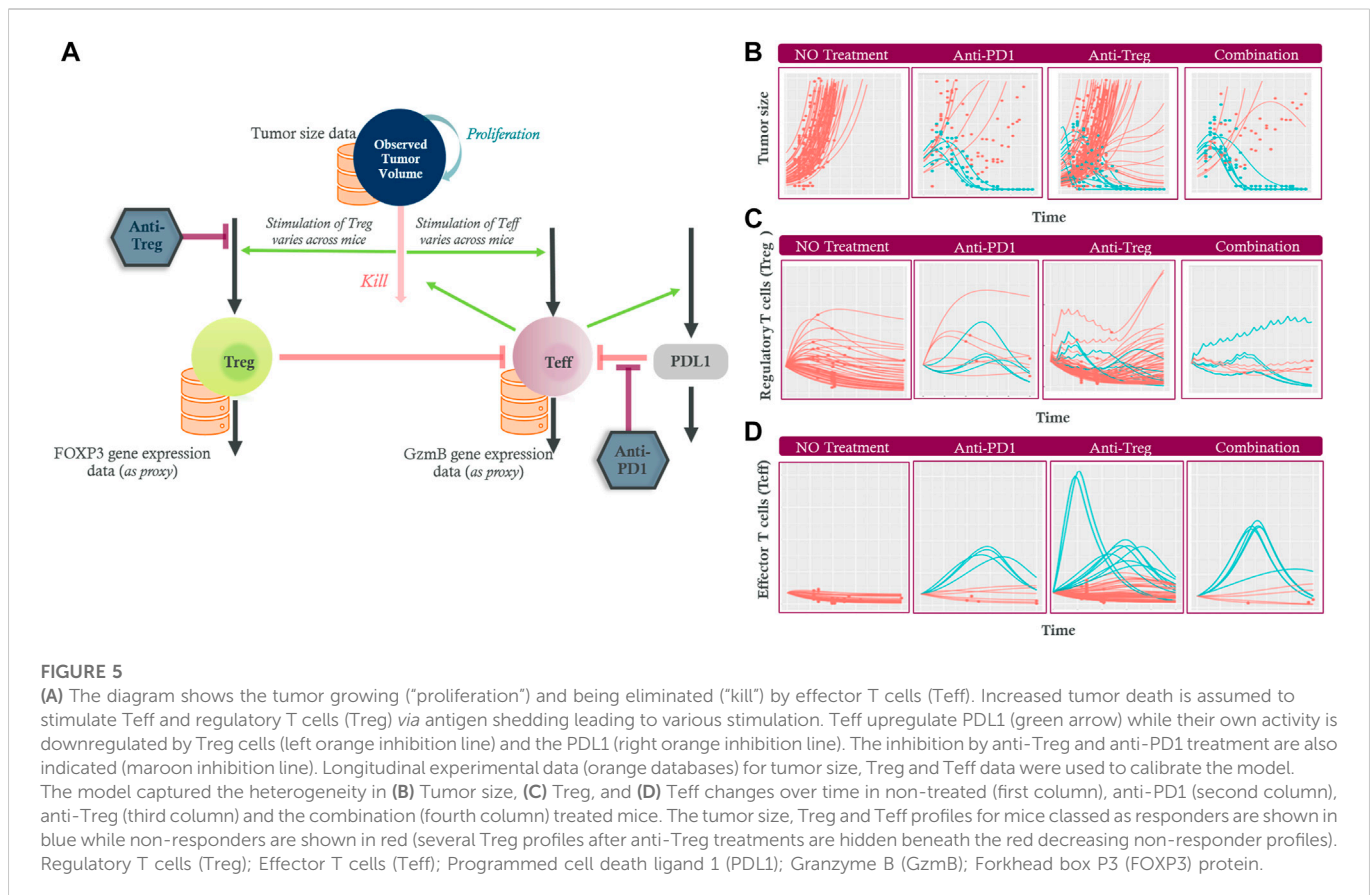 A
Tumor size data
Observed
Tumor
Volume
Proliferation
Anti-
Treg
Stimulation of Treg
varies across mice
Stimulation of Teff
varies across mice
Kill
Treg
Teff
PDL1
FOXP3 gene expression
data (as proxy)
GzmB gene expression
data (as proxy)
Anti-
PD1
B
NO Treatment
Anti-PD1
Anti-Treg
Combination
Tumor size
Time
C
NO Treatment
Anti-PD1
Anti-Treg
Combination
Regulatory T cells (Treg )
Time
D
NO Treatment
Anti-PD1
Anti-Treg
Combination
Effector T cells (Teff)
Time
FIGURE 5
(A) The diagram shows the tumor growing (“proliferation”) and being eliminated (“kill”) by effector T cells (Teff). Increased tumor death is assumed to
stimulate Teff and regulatory T cells (Treg) via antigen shedding leading to various stimulation. Teff upregulate PDL1 (green arrow) while their own activity is
downregulated by Treg cells (left orange inhibition line) and the PDL1 (right orange inhibition line). The inhibition by anti-Treg and anti-PD1 treatment are also
indicated (maroon inhibition line). Longitudinal experimental data (orange databases) for tumor size, Treg and Teff data were used to calibrate the model.
The model captured the heterogeneity in (B) Tumor size, (C) Treg, and (D) Teff changes over time in non-treated (first column), anti-PD1 (second column),
anti-Treg (third column) and the combination (fourth column) treated mice. The tumor size, Treg and Teff profiles for mice classed as responders are shown in
blue while non-responders are shown in red (several Treg profiles after anti-Treg treatments are hidden beneath the red decreasing non-responder profiles).
Regulatory T cells (Treg); Effector T cells (Teff); Programmed cell death ligand 1 (PDL1); Granzyme B (GzmB); Forkhead box P3 (FOXP3) protein.